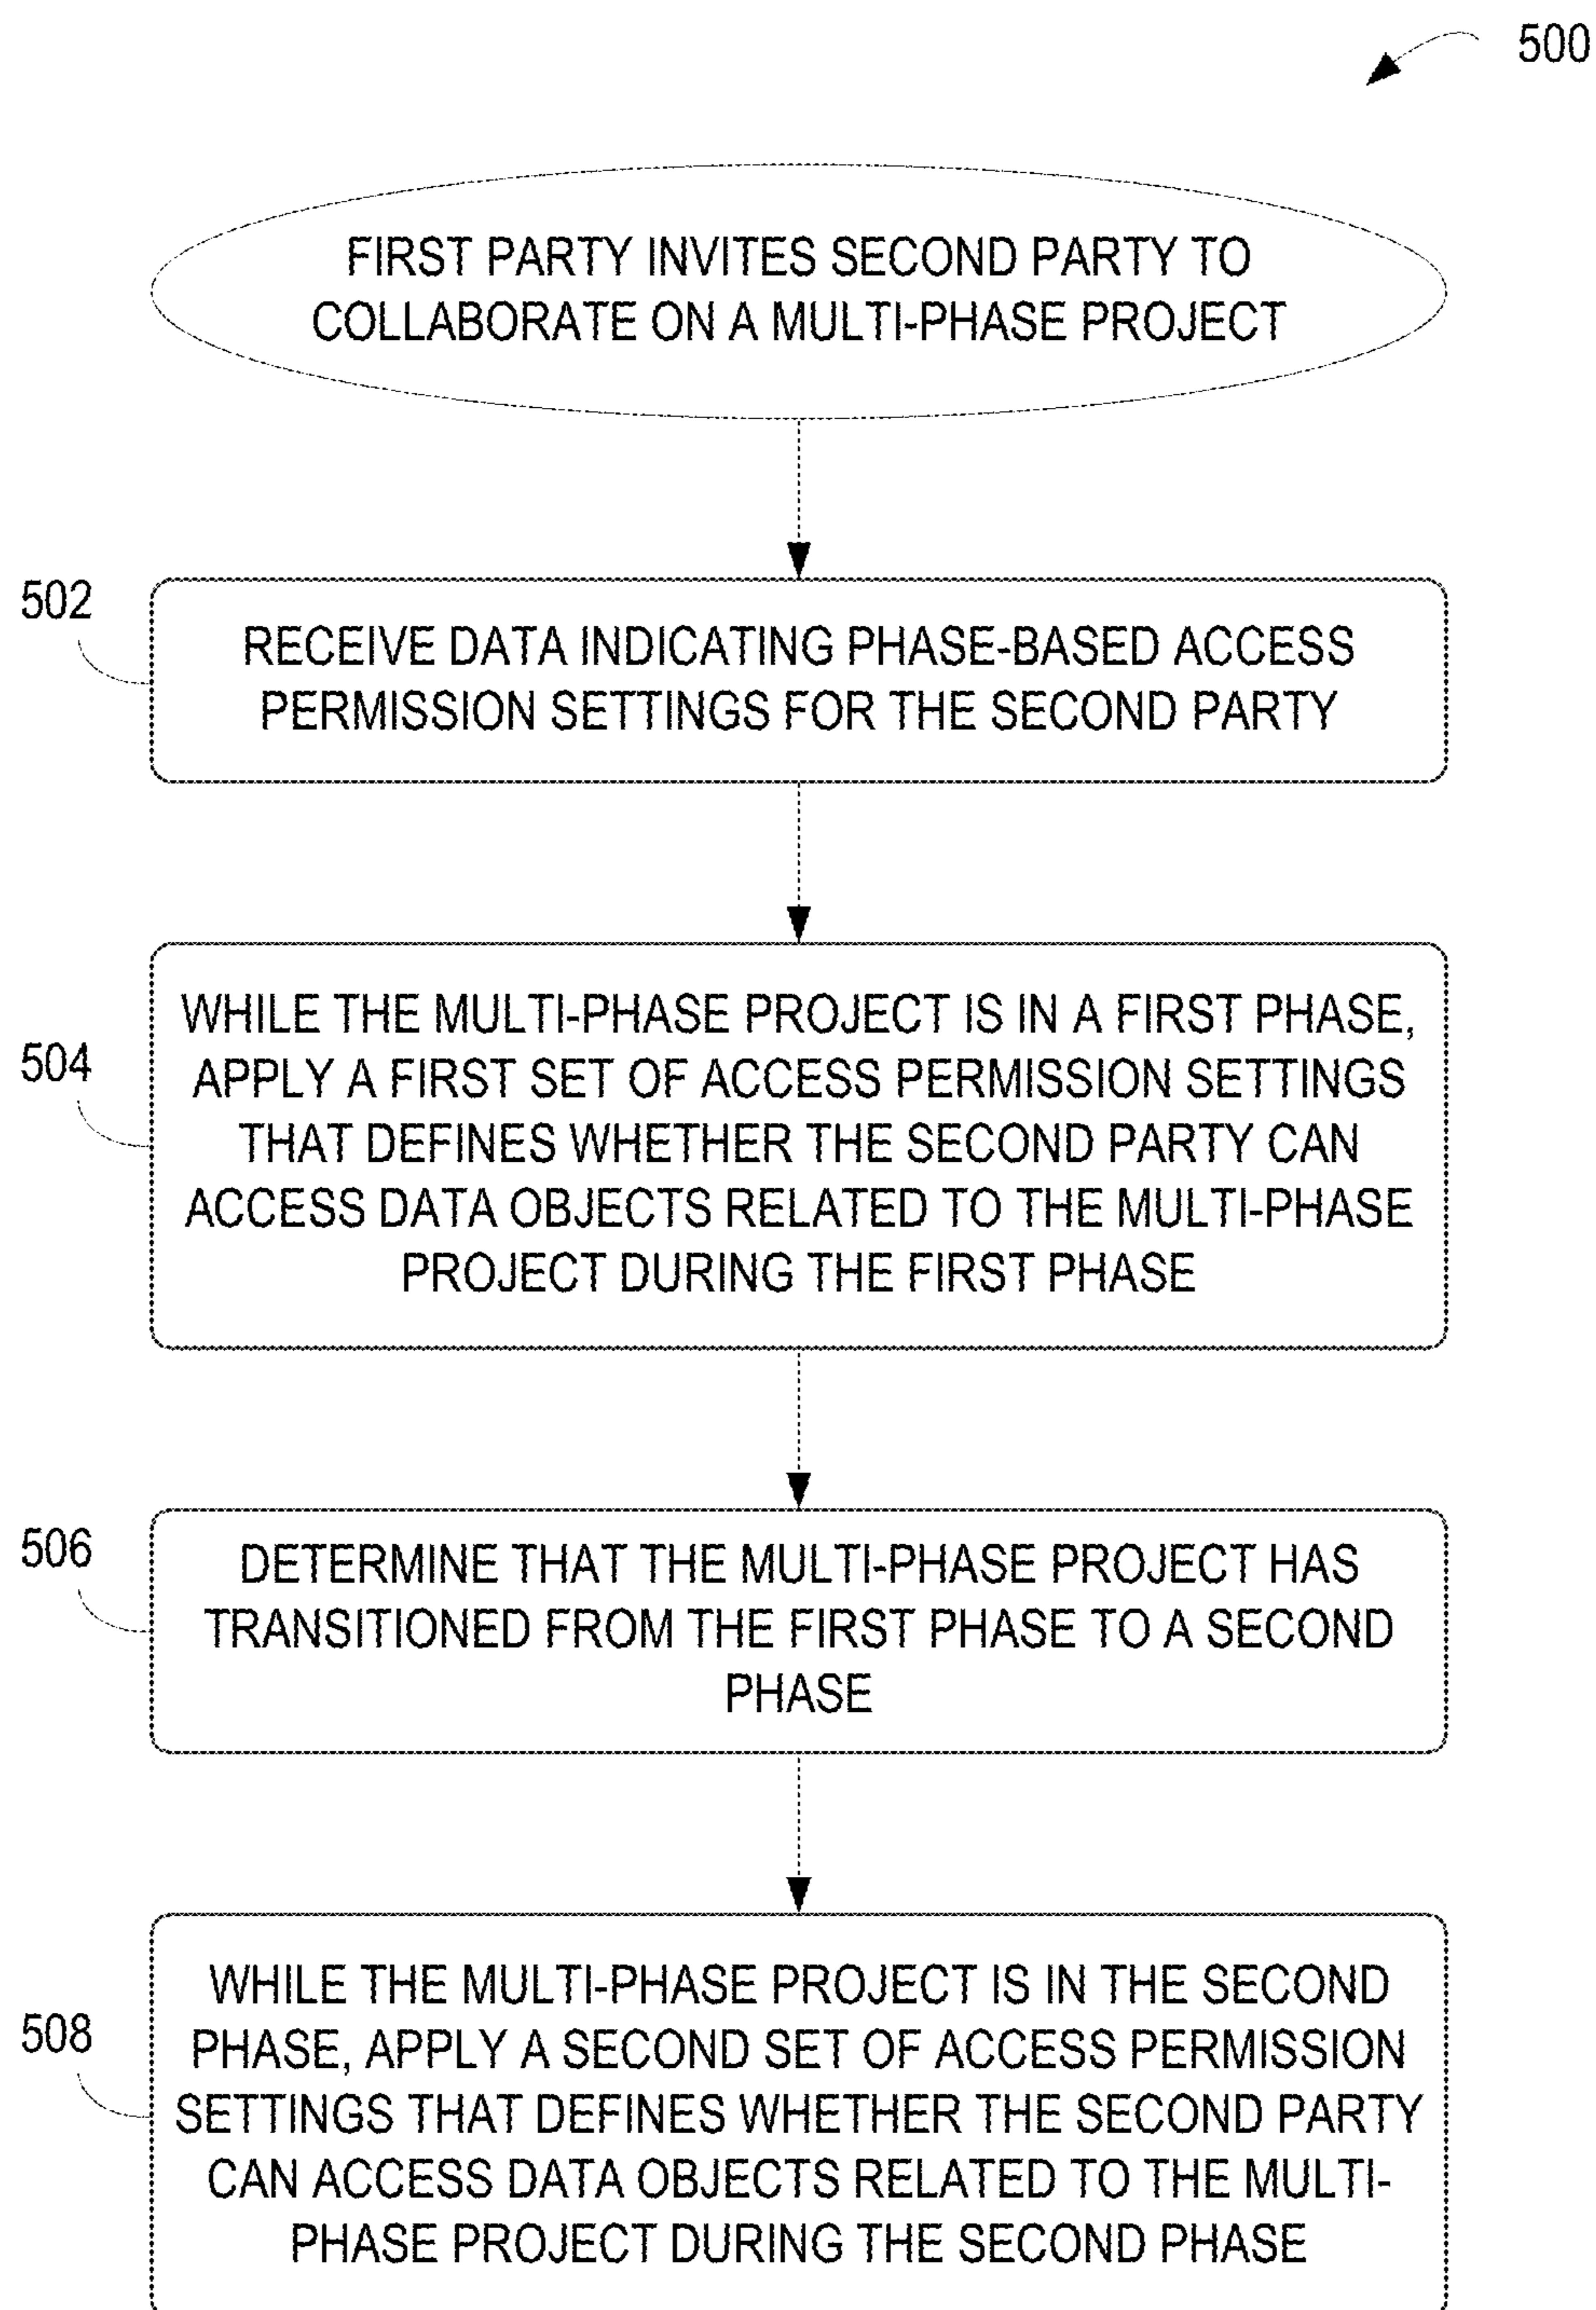 500
FIRST PARTY INVITES SECOND PARTY TO
COLLABORATE ON A MULTI-PHASE PROJECT
502
RECEIVE DATA INDICATING PHASE-BASED ACCESS
PERMISSION SETTINGS FOR THE SECOND PARTY
504
WHILE THE MULTI-PHASE PROJECT IS IN A FIRST PHASE,
APPLY A FIRST SET OF ACCESS PERMISSION SETTINGS
THAT DEFINES WHETHER THE SECOND PARTY CAN
ACCESS DATA OBJECTS RELATED TO THE MULTI-PHASE
PROJECT DURING THE FIRST PHASE
506
DETERMINE THAT THE MULTI-PHASE PROJECT HAS
TRANSITIONED FROM THE FIRST PHASE TO A SECOND
PHASE
508
WHILE THE MULTI-PHASE PROJECT IS IN THE SECOND
PHASE, APPLY A SECOND SET OF ACCESS PERMISSION
SETTINGS THAT DEFINES WHETHER THE SECOND PARTY
CAN ACCESS DATA OBJECTS RELATED TO THE MULTI-
PHASE PROJECT DURING THE SECOND PHASE